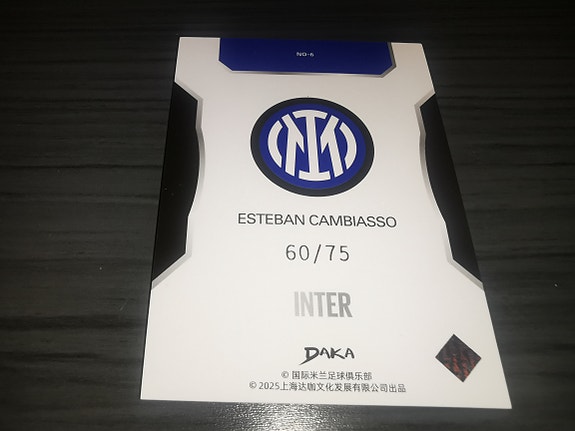 NO-6
ESTEBAN CAMBIASSO
60/75
INTER
DAKA
© 国际米兰足球俱乐部
© 2025上海达咖文化发展有限公司出品